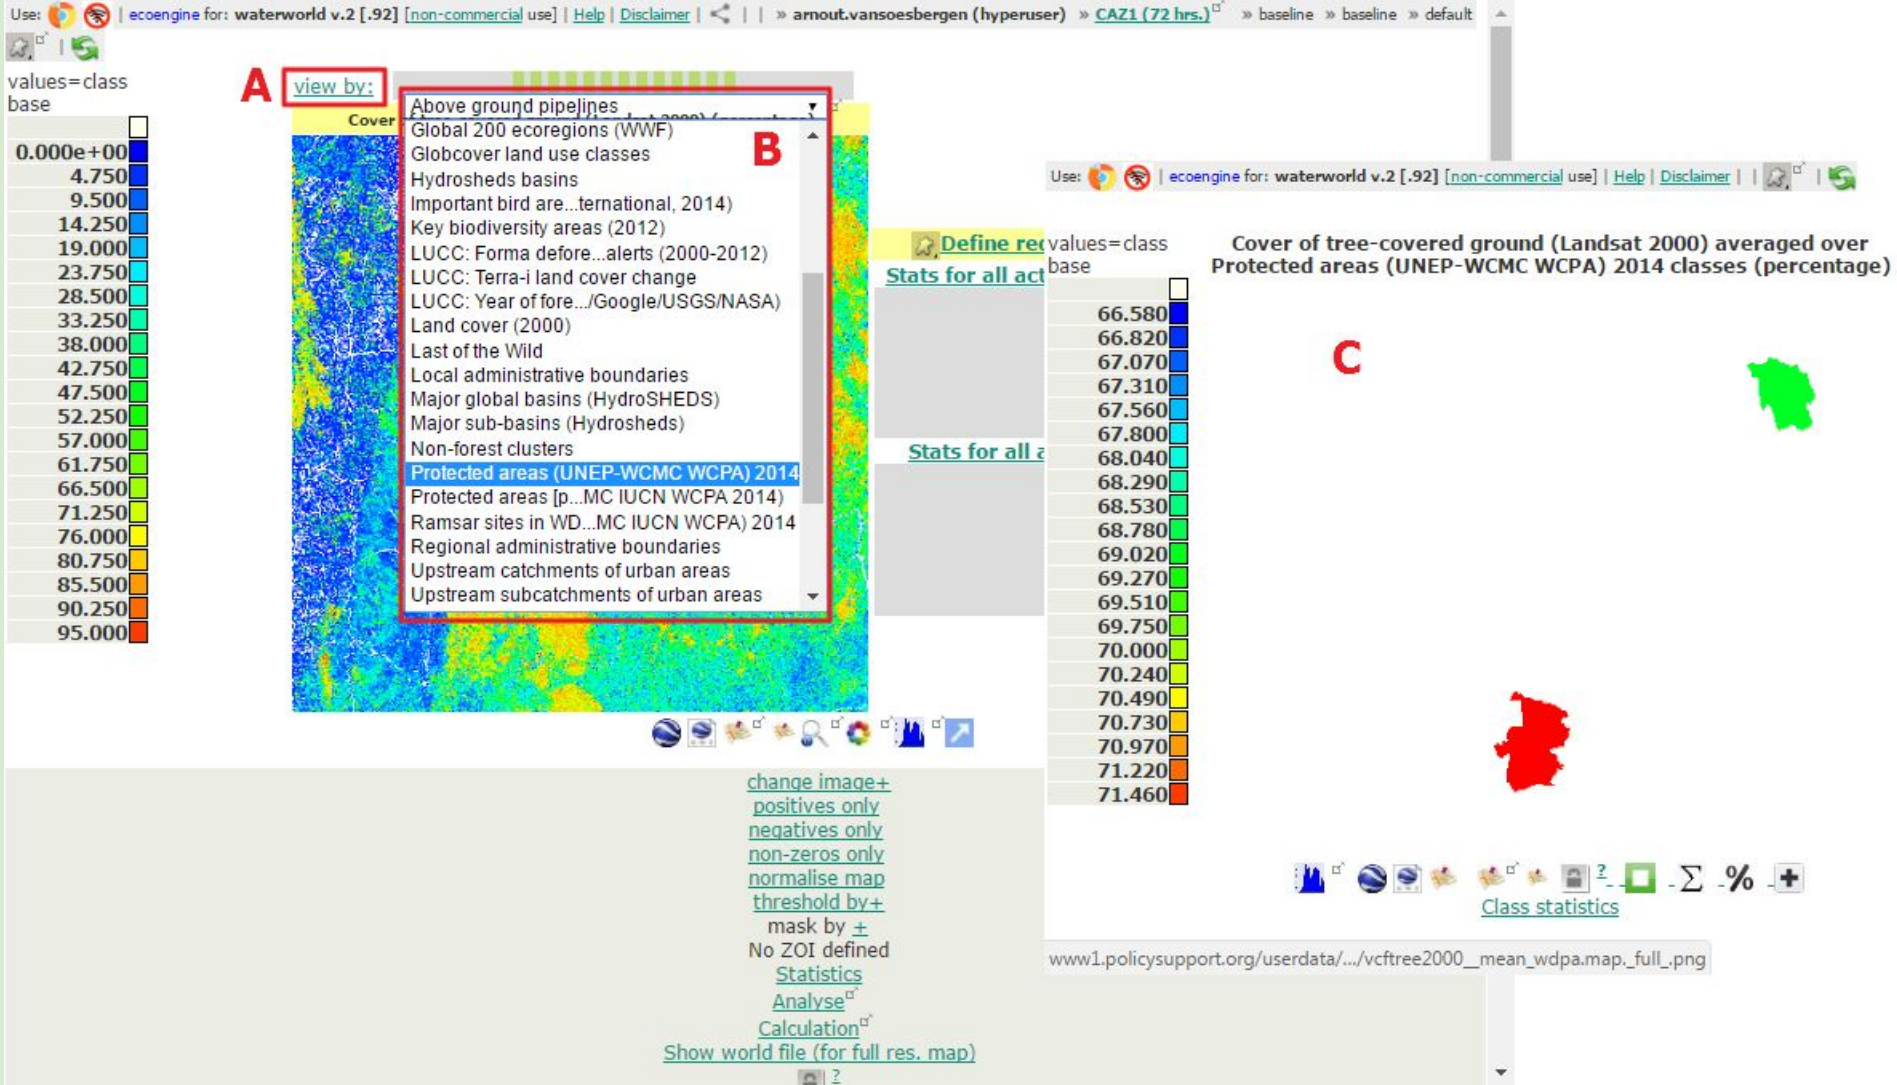 Use: | ecoengine for: waterworld v.2 [.92] [non-commercial use] | Help | Disclaimer | | | » arnout.vansoesbergen (hyperuser) » CAZ1 (72 hrs.) » baseline » baseline » default
|
values=class
base
0.000e+00
4.750
9.500
14.250
19.000
23.750
28.500
33.250
38.000
42.750
47.500
52.250
57.000
61.750
66.500
71.250
76.000
80.750
85.500
90.250
95.000
A
view by:
Cover
Above ground pipelines
B
Global 200 ecoregions (WWF)
Globcover land use classes
Hydrosheds basins
Important bird are...ternational, 2014)
Key biodiversity areas (2012)
LUCC: Forma defore...alerts (2000-2012)
LUCC: Terra-i land cover change
LUCC: Year of fore.../Google/USGS/NASA)
Land cover (2000)
Last of the Wild
Local administrative boundaries
Major global basins (HydroSHEDS)
Major sub-basins (Hydrosheds)
Non-forest clusters
Protected areas (UNEP-WCMC WCPA) 2014
Protected areas [p...MC IUCN WCPA 2014)
Ramsar sites in WD...MC IUCN WCPA) 2014
Regional administrative boundaries
Upstream catchments of urban areas
Upstream subcatchments of urban areas
Define rec
Stats for all act
Stats for all a
change image+
positives only
negatives only
non-zeros only
normalise map
threshold by+
mask by +
No ZOI defined
Statistics
Analyse
Calculation
Show world file (for full res. map)
?
Use: | ecoengine for: waterworld v.2 [.92] [non-commercial use] | Help | Disclaimer | | |
values=class
base
Cover of tree-covered ground (Landsat 2000) averaged over
Protected areas (UNEP-WCMC WCPA) 2014 classes (percentage)
66.580
66.820
67.070
67.310
67.560
67.800
68.040
68.290
68.530
68.780
69.020
69.270
69.510
69.750
70.000
70.240
70.490
70.730
70.970
71.220
71.460
C
? Σ %
Class statistics
www1.policysupport.org/userdata/.../vcftree2000__mean_wdpa.map._full_.png